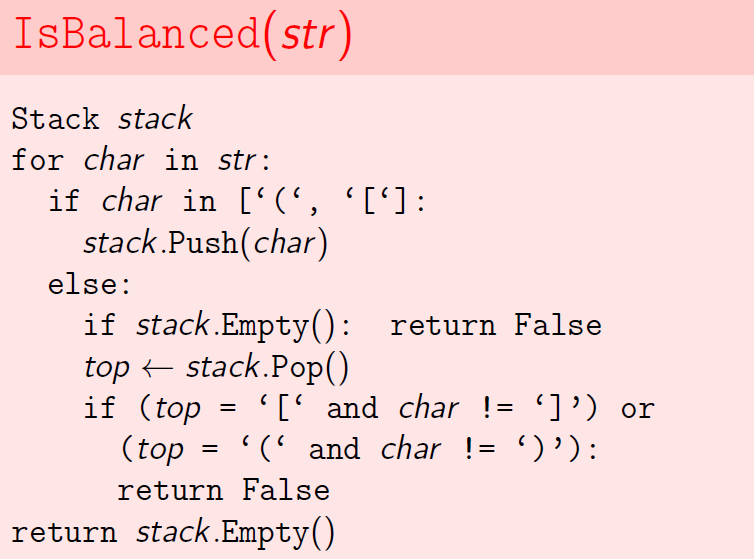 IsBalanced(str)
Stack stack
for char in str:
if char in [‘(‘, ‘[‘]:
stack.Push(char)
else:
if stack.Empty(): return False
top ← stack.Pop()
if (top = ‘[‘ and char != ‘]’) or
(top = ‘(‘ and char != ‘)’):
return False
return stack.Empty()